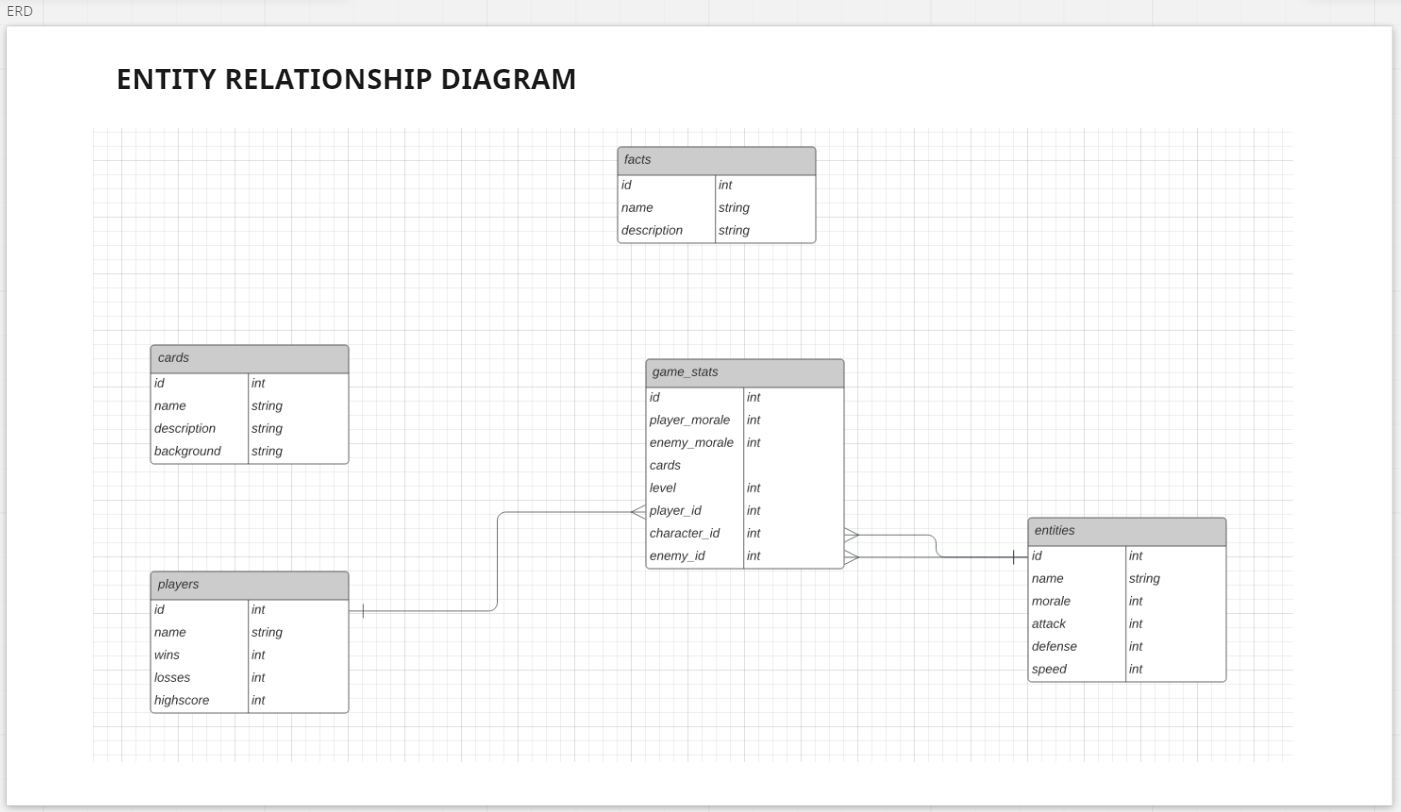 ERD
ENTITY RELATIONSHIP DIAGRAM
facts
id int
name string
description string
cards
id int
name string
description string
background string
game_stats
id int
player_morale int
enemy_morale int
cards
level int
player_id int
character_id int
enemy_id int
players
id int
name string
wins int
losses int
highscore int
entities
id int
name string
morale int
attack int
defense int
speed int